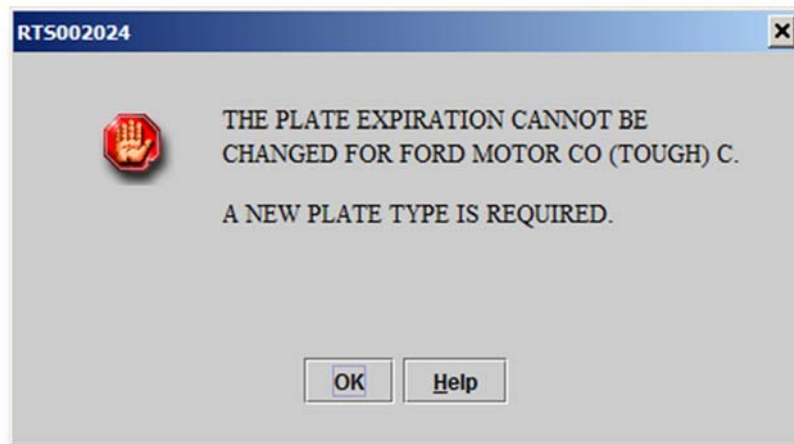 RTS002024
THE PLATE EXPIRATION CANNOT BE
CHANGED FOR FORD MOTOR CO (TOUGH) C.
A NEW PLATE TYPE IS REQUIRED.
OK Help